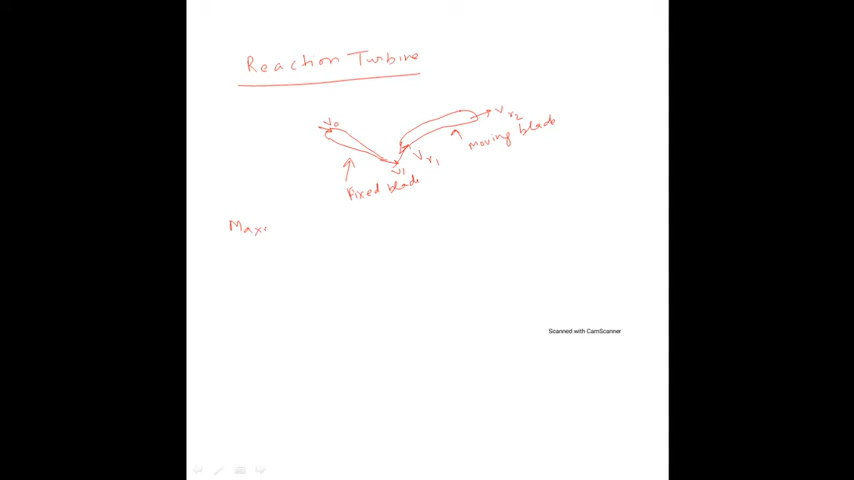 Reaction Turbine
V0
Vr2
moving blade
Vr1
V1
Fixed blade
Max
Scanned with CamScanner